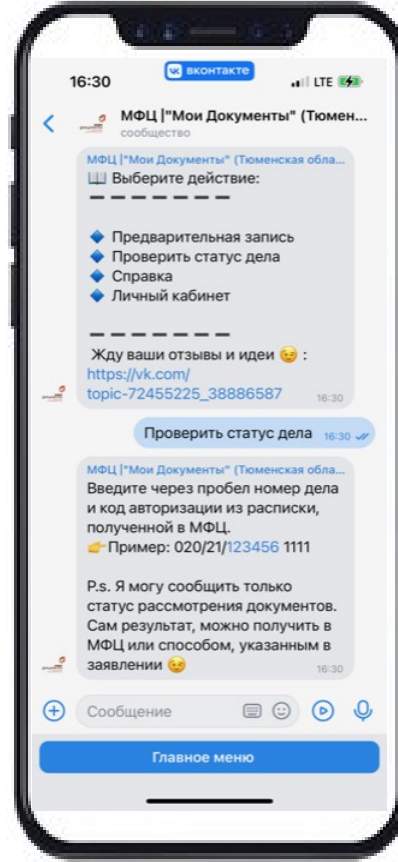 16:30
вконтакте
LTE
МФЦ |"Мои Документы" (Тюмен...
сообщество
МФЦ |"Мои Документы" (Тюменская обла...
📖 Выберите действие:
— — — — — — —
🔹 Предварительная запись
🔹 Проверить статус дела
🔹 Справка
🔹 Личный кабинет
— — — — — — —
Жду ваши отзывы и идеи 😉 :
https://vk.com/
topic-72455225_38886587
16:30
Проверить статус дела 16:30
МФЦ |"Мои Документы" (Тюменская обла...
Введите через пробел номер дела
и код авторизации из расписки,
полученной в МФЦ.
👉Пример: 020/21/123456 1111
P.s. Я могу сообщить только
статус рассмотрения документов.
Сам результат, можно получить в
МФЦ или способом, указанным в
заявлении 😉
16:30
Сообщение
Главное меню